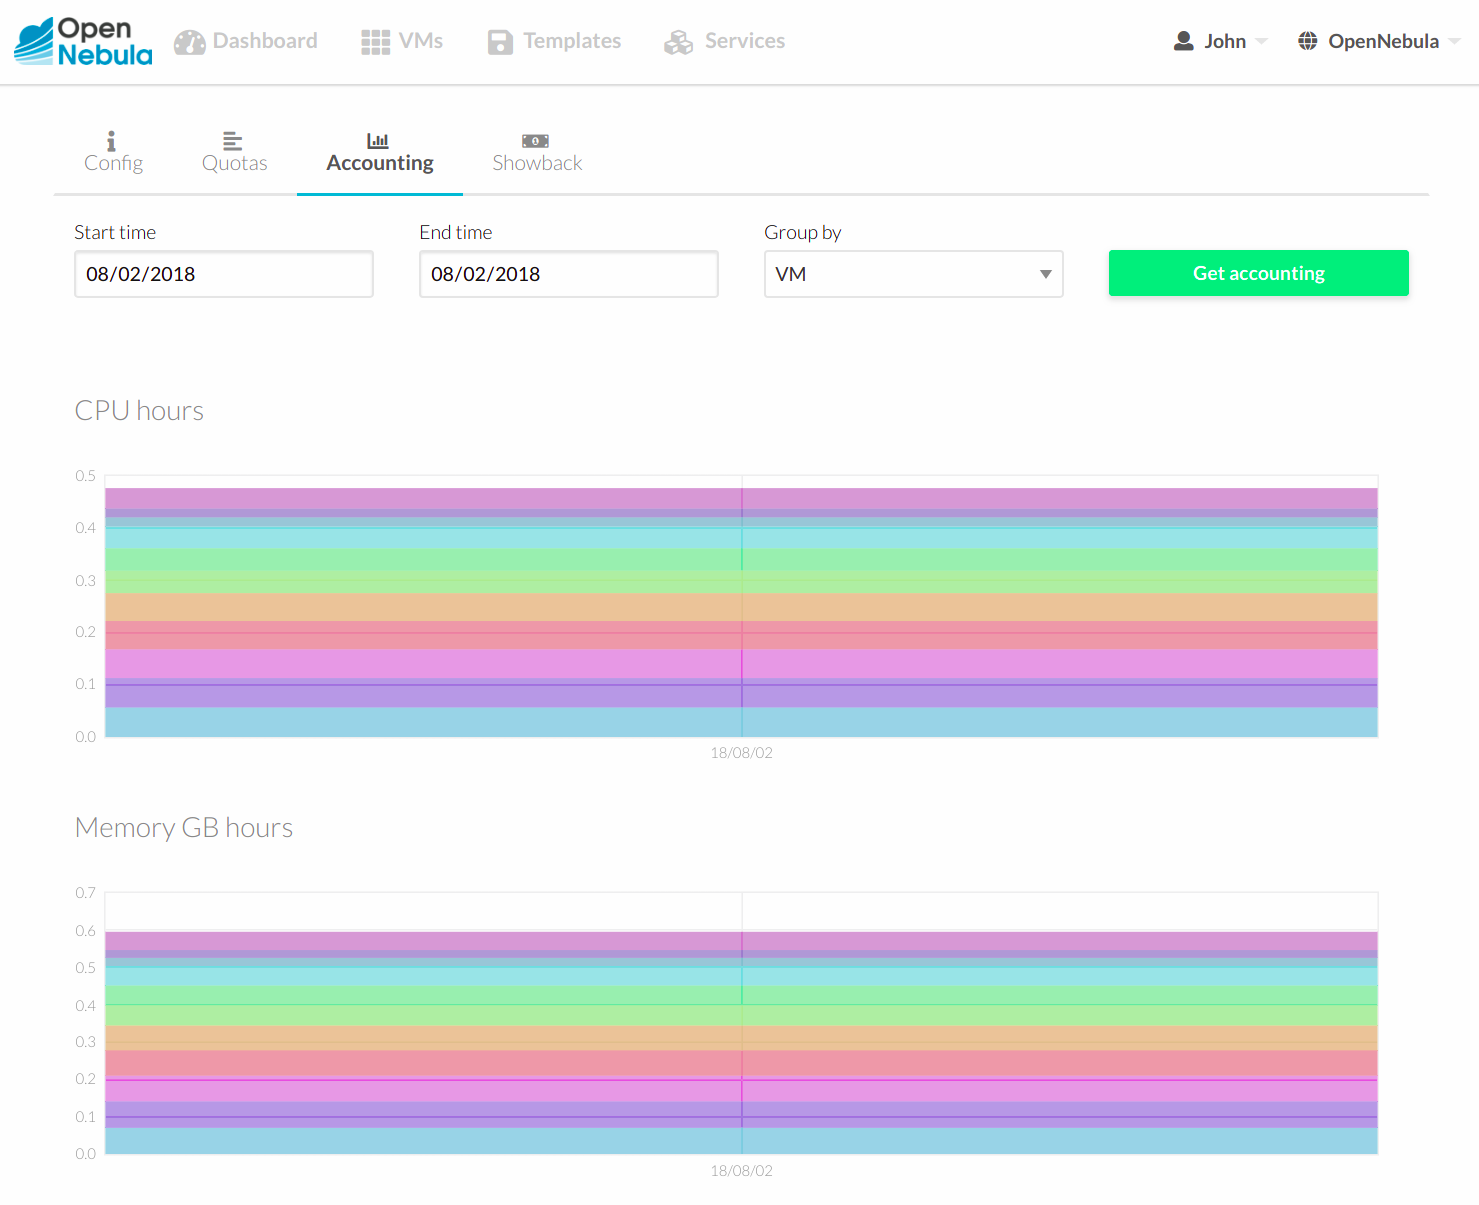 Open
Nebula
Dashboard VMs Templates Services John OpenNebula
Config Quotas Accounting Showback
Start time End time Group by
08/02/2018 08/02/2018 VM Get accounting
CPU hours
0.5
0.4
0.3
0.2
0.1
0.0
18/08/02
Memory GB hours
0.7
0.6
0.5
0.4
0.3
0.2
0.1
0.0
18/08/02